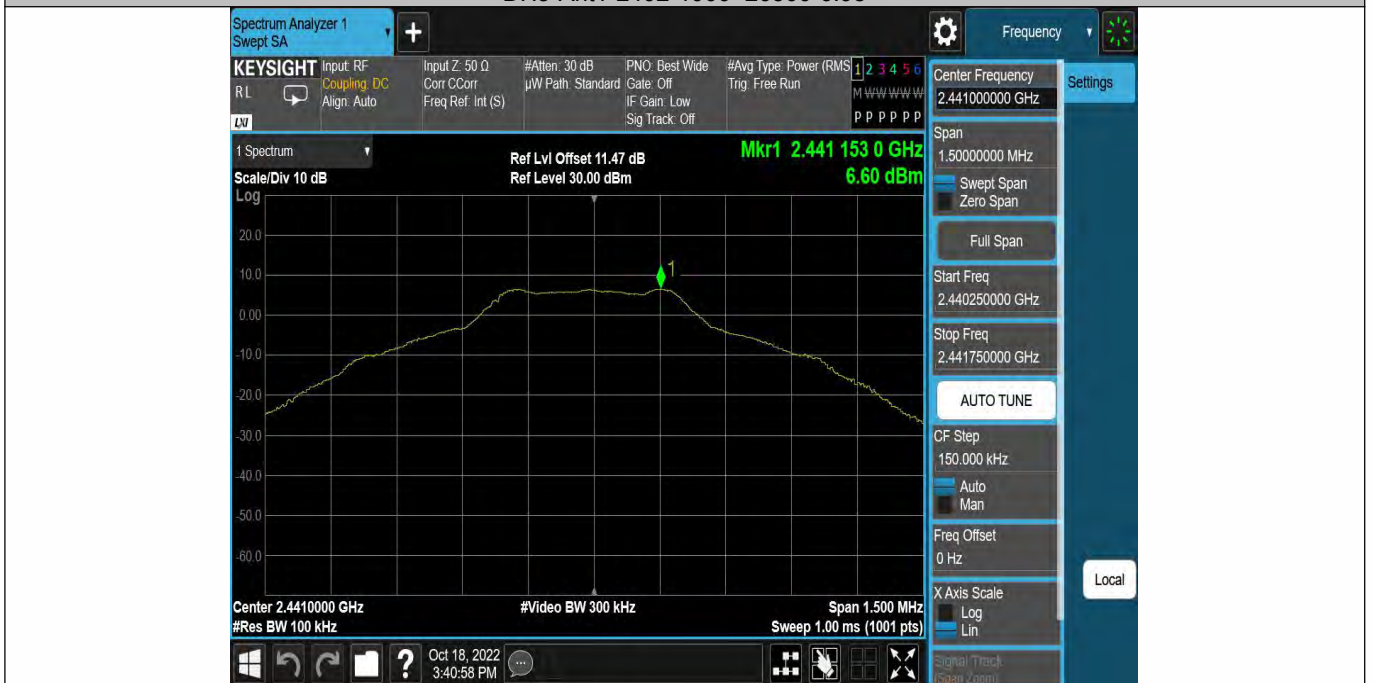 Spectrum Analyzer 1
Swept SA
+
Frequency
KEYSIGHT
RL
LXI
Input: RF
Coupling: DC
Align: Auto
Input Z: 50 Ω
Corr CCorr
Freq Ref: Int (S)
#Atten: 30 dB
µW Path: Standard
PNO: Best Wide
Gate: Off
IF Gain: Low
Sig Track: Off
#Avg Type: Power (RMS
Trig: Free Run
1 2 3 4 5 6
M W W W W W
P P P P P P
1 Spectrum
Scale/Div 10 dB
Log
Ref Lvl Offset 11.47 dB
Ref Level 30.00 dBm
Mkr1 2.441 153 0 GHz
6.60 dBm
20.0
10.0
0.00
-10.0
-20.0
-30.0
-40.0
-50.0
-60.0
1
Center 2.4410000 GHz
#Res BW 100 kHz
#Video BW 300 kHz
Span 1.500 MHz
Sweep 1.00 ms (1001 pts)
Center Frequency
2.441000000 GHz
Settings
Span
1.50000000 MHz
Swept Span
Zero Span
Full Span
Start Freq
2.440250000 GHz
Stop Freq
2.441750000 GHz
AUTO TUNE
CF Step
150.000 kHz
Auto
Man
Freq Offset
0 Hz
X Axis Scale
Log
Lin
Signal Track
(Span Zoom)
Local
?
Oct 18, 2022
3:40:58 PM